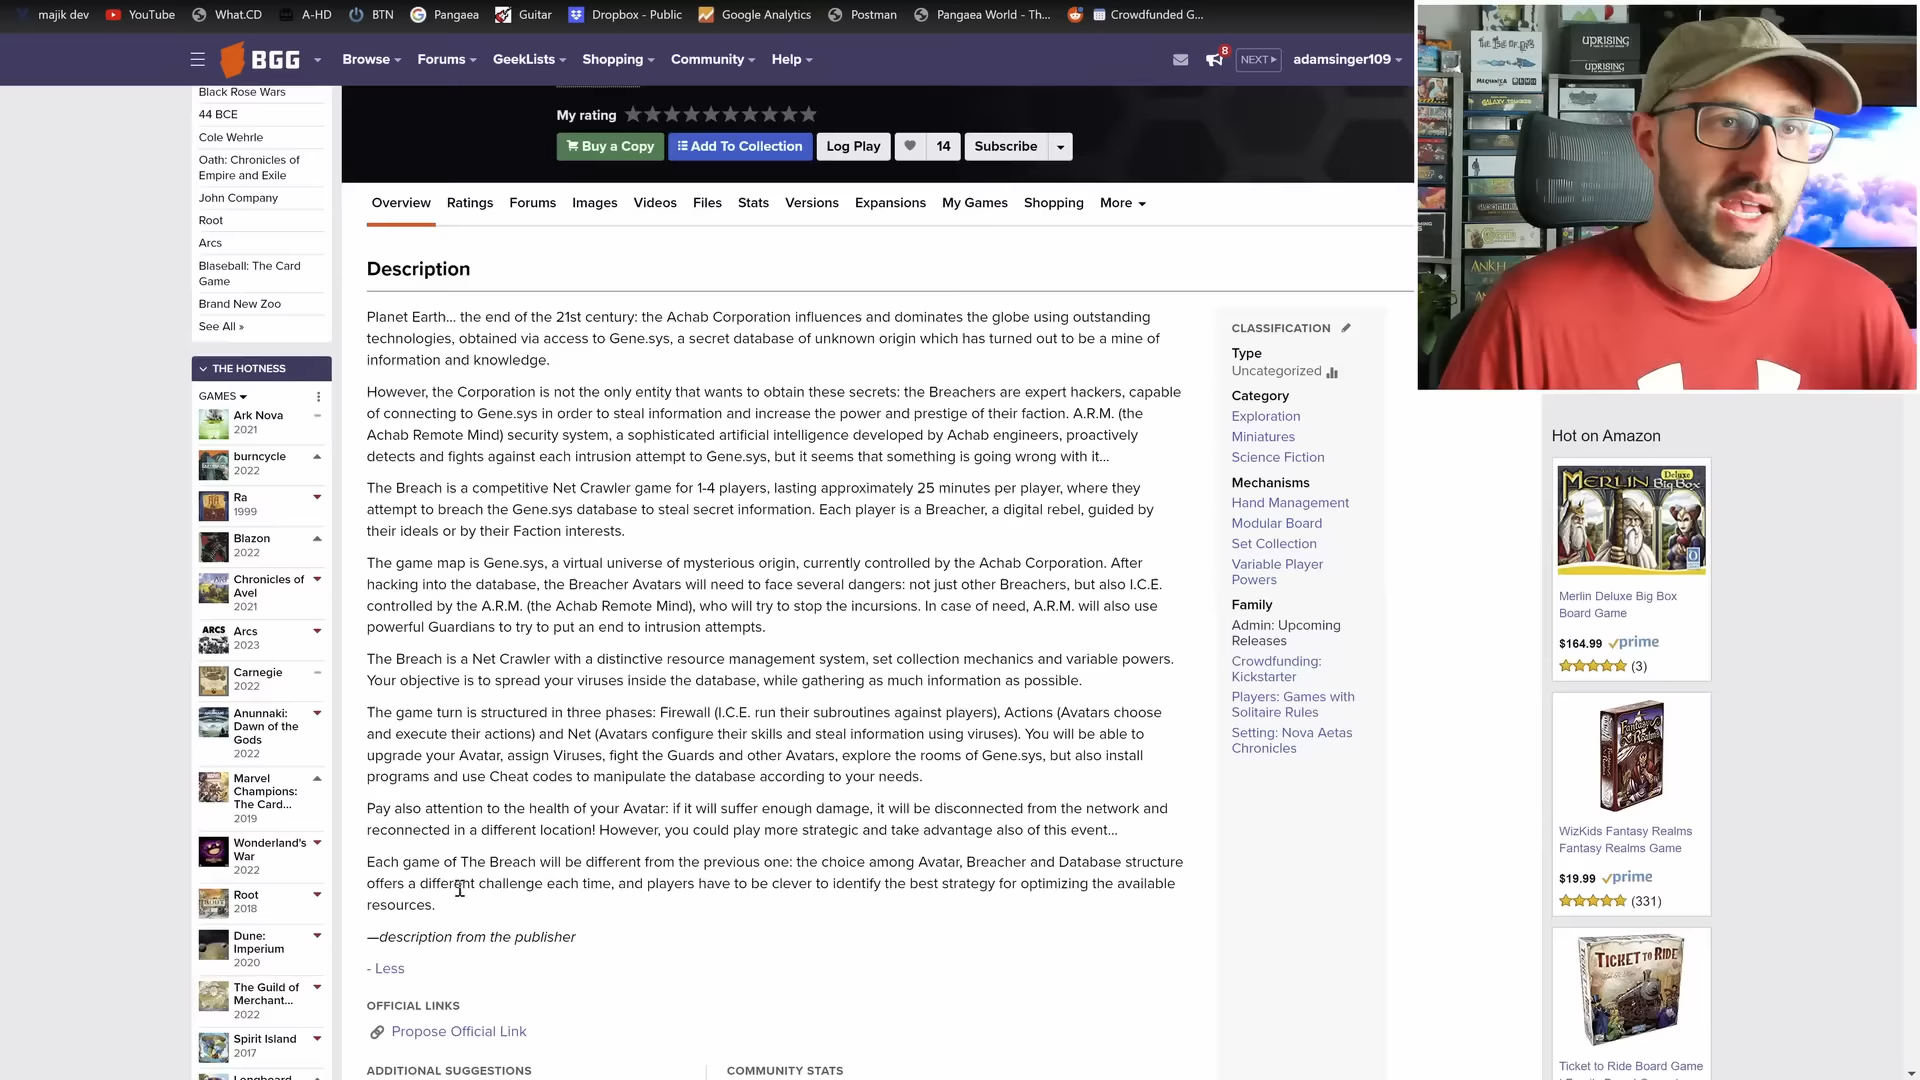 majik dev
YouTube
What.CD
A-HD
BTN
Pangaea
Guitar
Dropbox - Public
Google Analytics
Postman
Pangaea World - Th...
Crowdfunded G...
BGG
Browse
Forums
GeekLists
Shopping
Community
Help
8
NEXT
adamsinger109
Black Rose Wars
44 BCE
Cole Wehrle
Oath: Chronicles of
Empire and Exile
John Company
Root
Arcs
Blaseball: The Card
Game
Brand New Zoo
See All »
THE HOTNESS
GAMES
Ark Nova
2021
burncycle
2022
Ra
1999
Blazon
2022
Chronicles of
Avel
2021
ARCS
Arcs
2023
Carnegie
2022
Anunnaki:
Dawn of the
Gods
2022
Marvel
Champions:
The Card...
2019
Wonderland's
War
2022
Root
2018
Dune:
Imperium
2020
The Guild of
Merchant...
2022
Spirit Island
2017
My rating
Buy a Copy
Add To Collection
Log Play
14
Subscribe
Overview
Ratings
Forums
Images
Videos
Files
Stats
Versions
Expansions
My Games
Shopping
More
Description
Planet Earth... the end of the 21st century: the Achab Corporation influences and dominates the globe using outstanding
technologies, obtained via access to Gene.sys, a secret database of unknown origin which has turned out to be a mine of
information and knowledge.
However, the Corporation is not the only entity that wants to obtain these secrets: the Breachers are expert hackers, capable
of connecting to Gene.sys in order to steal information and increase the power and prestige of their faction. A.R.M. (the
Achab Remote Mind) security system, a sophisticated artificial intelligence developed by Achab engineers, proactively
detects and fights against each intrusion attempt to Gene.sys, but it seems that something is going wrong with it...
The Breach is a competitive Net Crawler game for 1-4 players, lasting approximately 25 minutes per player, where they
attempt to breach the Gene.sys database to steal secret information. Each player is a Breacher, a digital rebel, guided by
their ideals or by their Faction interests.
The game map is Gene.sys, a virtual universe of mysterious origin, currently controlled by the Achab Corporation. After
hacking into the database, the Breacher Avatars will need to face several dangers: not just other Breachers, but also I.C.E.
controlled by the A.R.M. (the Achab Remote Mind), who will try to stop the incursions. In case of need, A.R.M. will also use
powerful Guardians to try to put an end to intrusion attempts.
The Breach is a Net Crawler with a distinctive resource management system, set collection mechanics and variable powers.
Your objective is to spread your viruses inside the database, while gathering as much information as possible.
The game turn is structured in three phases: Firewall (I.C.E. run their subroutines against players), Actions (Avatars choose
and execute their actions) and Net (Avatars configure their skills and steal information using viruses). You will be able to
upgrade your Avatar, assign Viruses, fight the Guards and other Avatars, explore the rooms of Gene.sys, but also install
programs and use Cheat codes to manipulate the database according to your needs.
Pay also attention to the health of your Avatar: if it will suffer enough damage, it will be disconnected from the network and
reconnected in a different location! However, you could play more strategic and take advantage also of this event...
Each game of The Breach will be different from the previous one: the choice among Avatar, Breacher and Database structure
offers a different challenge each time, and players have to be clever to identify the best strategy for optimizing the available
resources.
—description from the publisher
- Less
OFFICIAL LINKS
Propose Official Link
ADDITIONAL SUGGESTIONS
COMMUNITY STATS
CLASSIFICATION
Type
Uncategorized
Category
Exploration
Miniatures
Science Fiction
Mechanisms
Hand Management
Modular Board
Set Collection
Variable Player
Powers
Family
Admin: Upcoming
Releases
Crowdfunding:
Kickstarter
Players: Games with
Solitaire Rules
Setting: Nova Aetas
Chronicles
UPRISING
UPRISING
MECHANICA
ANKH
Hot on Amazon
MERLIN
Deluxe
Big Box
Merlin Deluxe Big Box
Board Game
$164.99 prime
(3)
Fantasy Realms
WizKids Fantasy Realms
Fantasy Realms Game
$19.99 prime
(331)
TICKET TO RIDE
Ticket to Ride Board Game